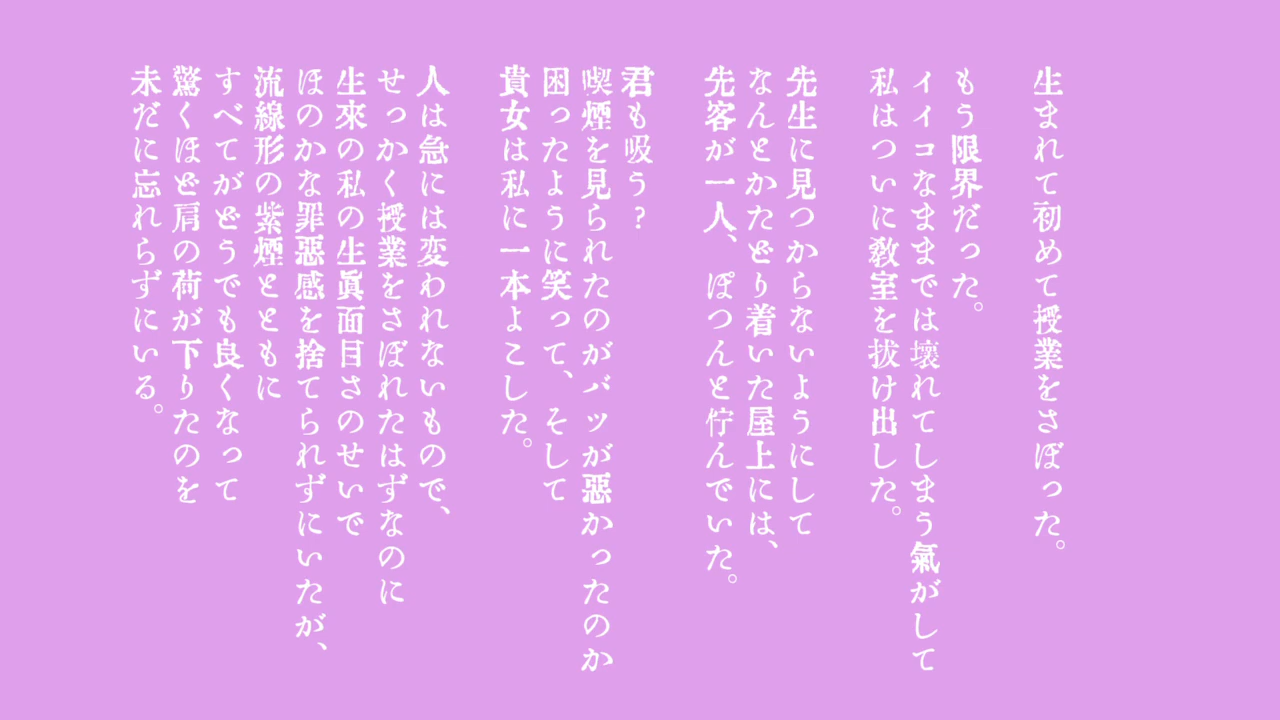 生まれて初めて授業をさぼった。
もう限界だった。
イイコなままでは壊れてしまう氣がして
私はついに教室を抜け出した。
先生に見つからないようにして
なんとかたどり着いた屋上には、
先客が一人、ぽつんと佇んでいた。
君も吸う?
喫煙を見られたのがバツが惡かったのか
困ったように笑って、そして
貴女は私に一本よこした。
人は急には変われないもので、
せっかく授業をさぼれたはずなのに
生來の私の生眞面目さのせいで
ほのかな罪惡感を捨てられずにいたが、
流線形の紫煙とともに
すべてがどうでも良くなって
驚くほど肩の荷が下りたのを
未だに忘れらずにいる。